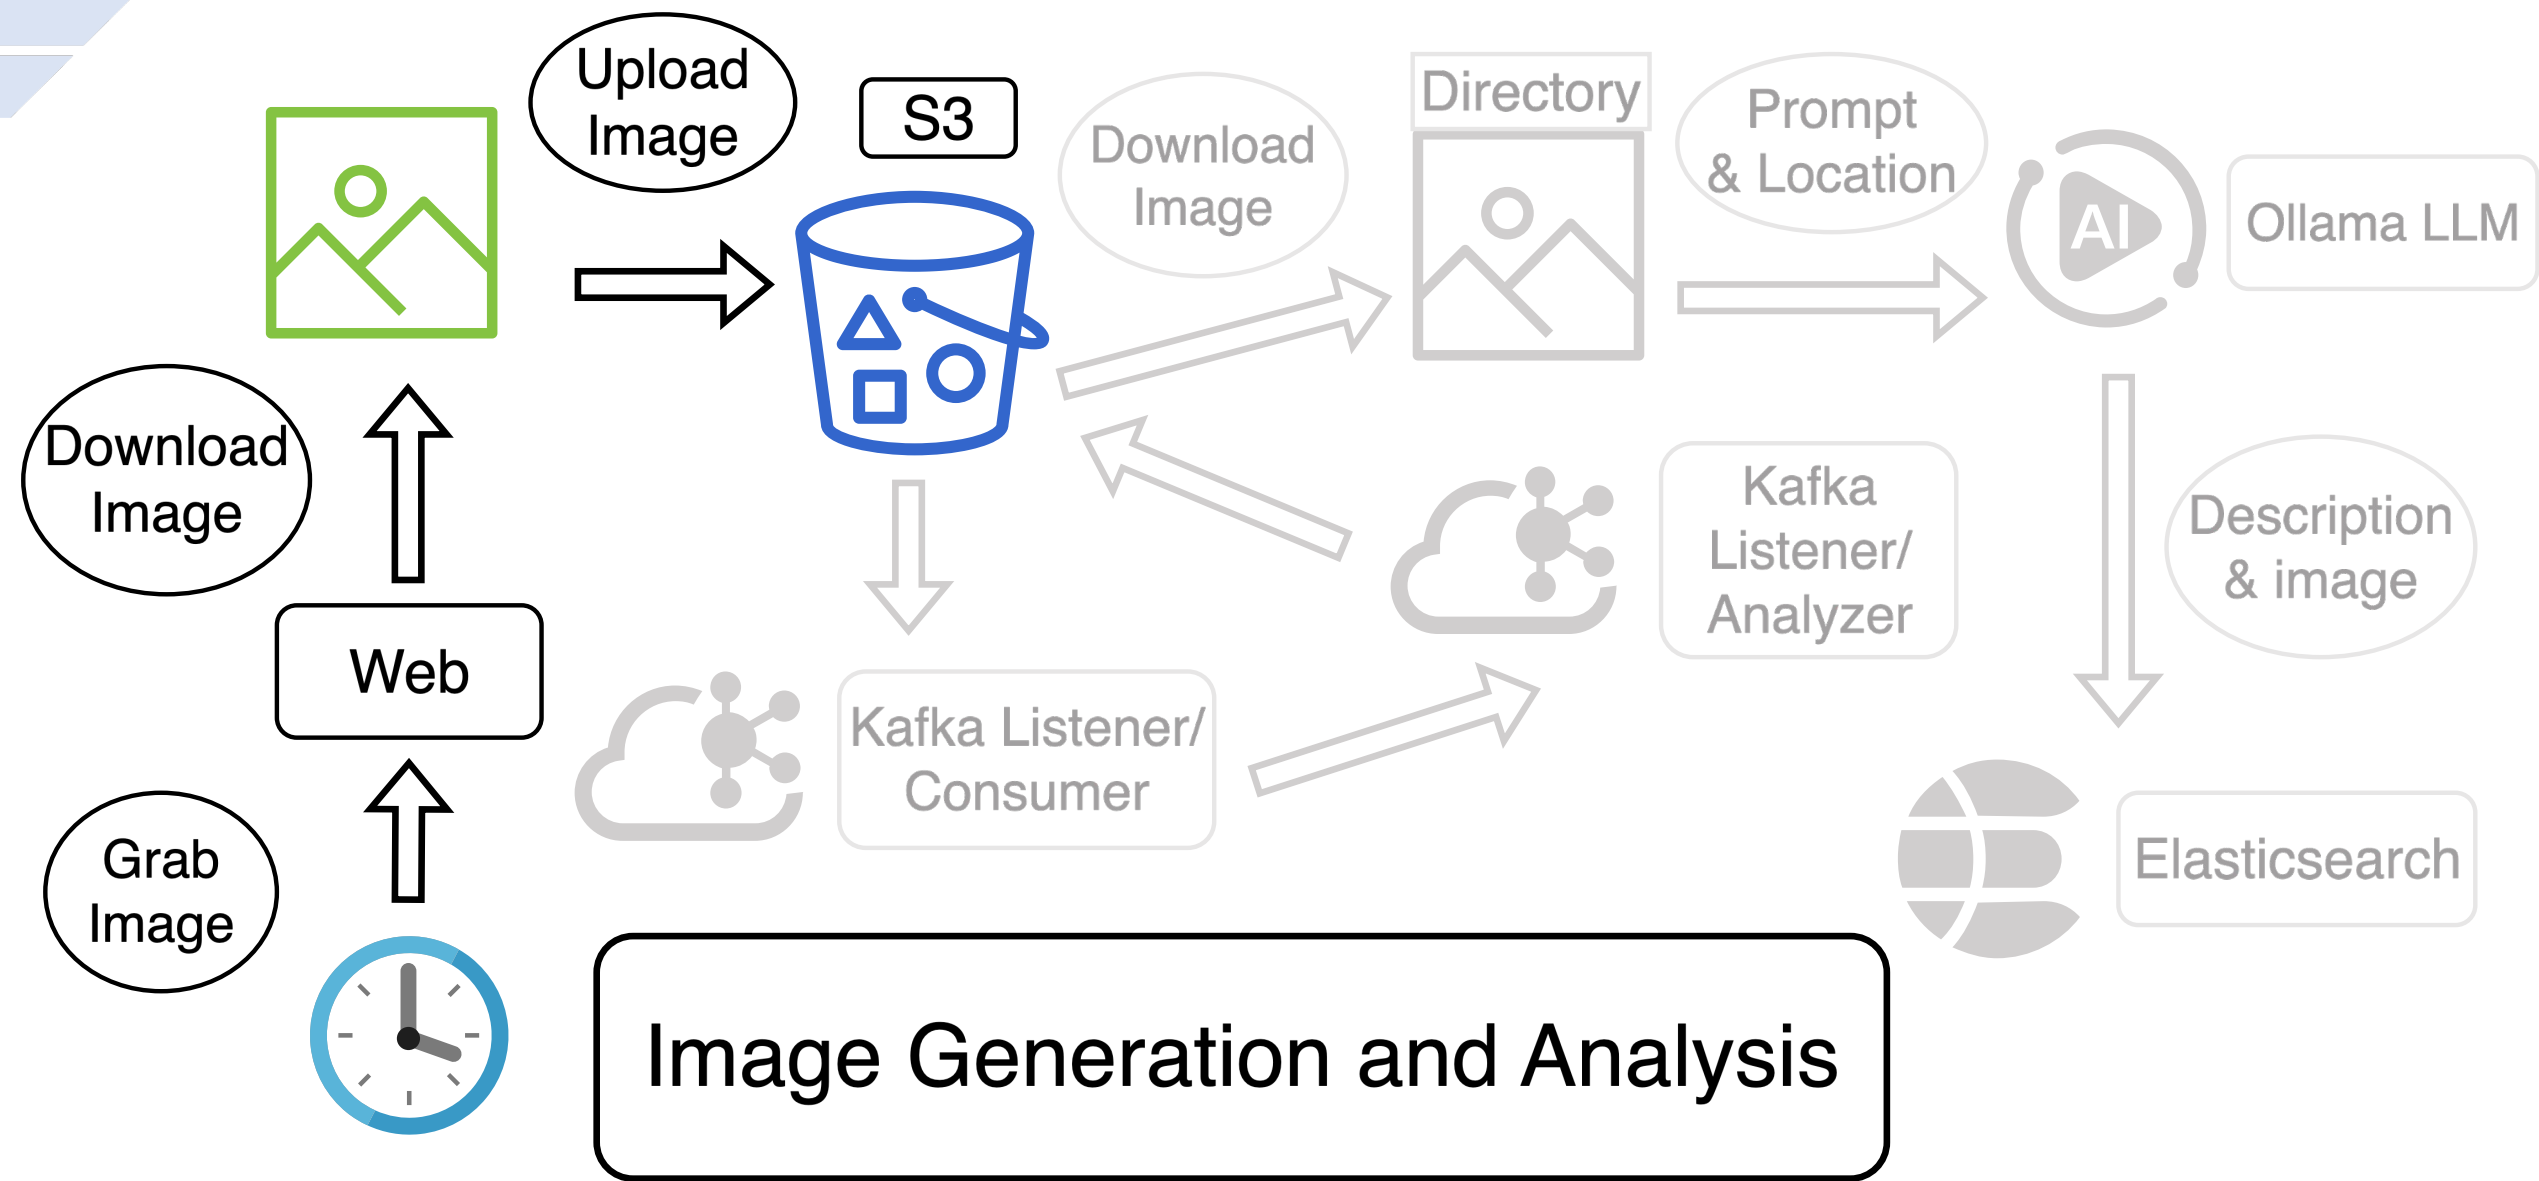 Upload
Image
S3
Download
Image
Directory
Prompt
& Location
AI
Ollama LLM
Download
Image
Kafka
Listener/
Analyzer
Description
& image
Web
Kafka Listener/
Consumer
Grab
Image
Elasticsearch
Image Generation and Analysis